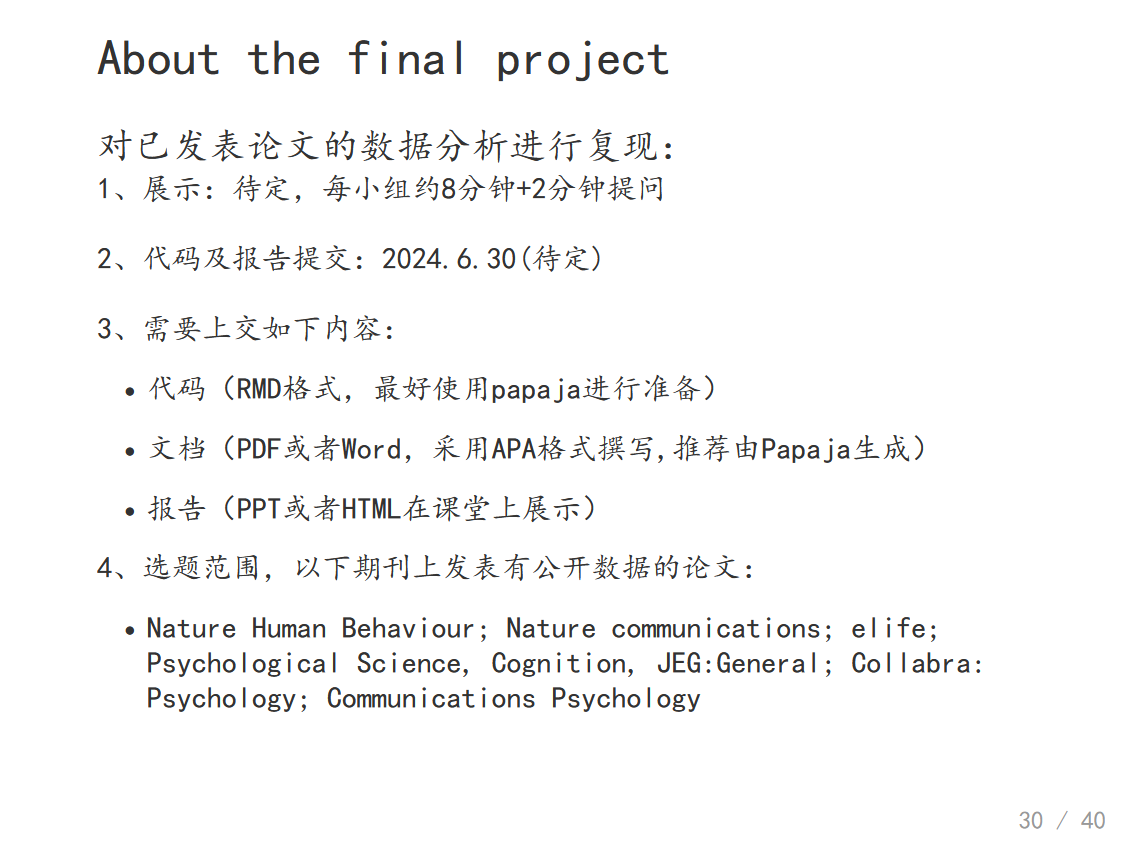 About the final project
对已发表论文的数据分析进行复现：
1、展示：待定，每小组约8分钟+2分钟提问
2、代码及报告提交：2024.6.30(待定)
3、需要上交如下内容：
• 代码（RMD格式，最好使用papaja进行准备）
• 文档（PDF或者Word，采用APA格式撰写,推荐由Papaja生成）
• 报告（PPT或者HTML在课堂上展示）
4、选题范围，以下期刊上发表有公开数据的论文：
• Nature Human Behaviour; Nature communications; elife;
Psychological Science, Cognition, JEG:General; Collabra:
Psychology; Communications Psychology
30 / 40